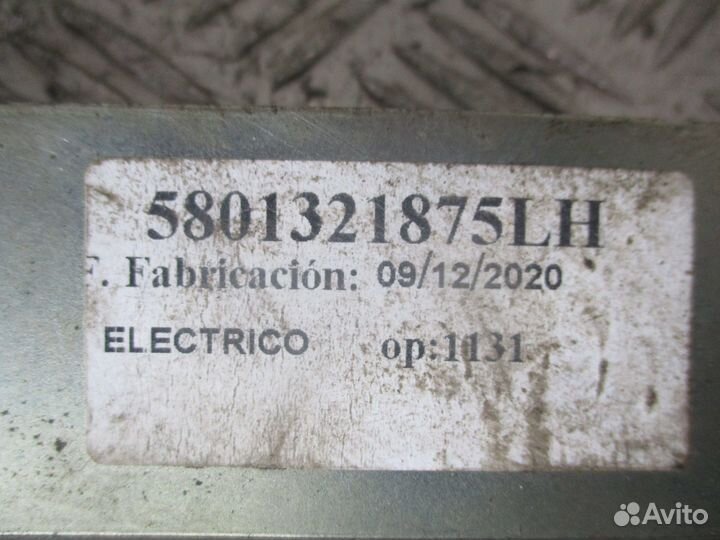 5801321875LH
F. Fabricación: 09/12/2020
ELECTRICO op:1131
Avito